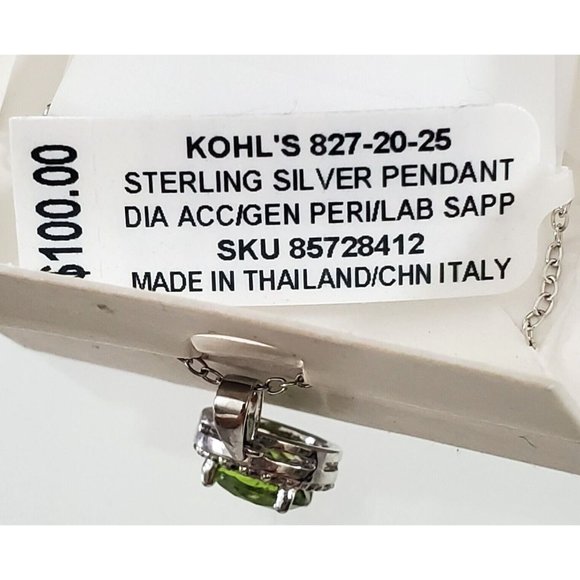 $100.00
KOHL'S 827-20-25
STERLING SILVER PENDANT
DIA ACC/GEN PERI/LAB SAPP
SKU 85728412
MADE IN THAILAND/CHN ITALY